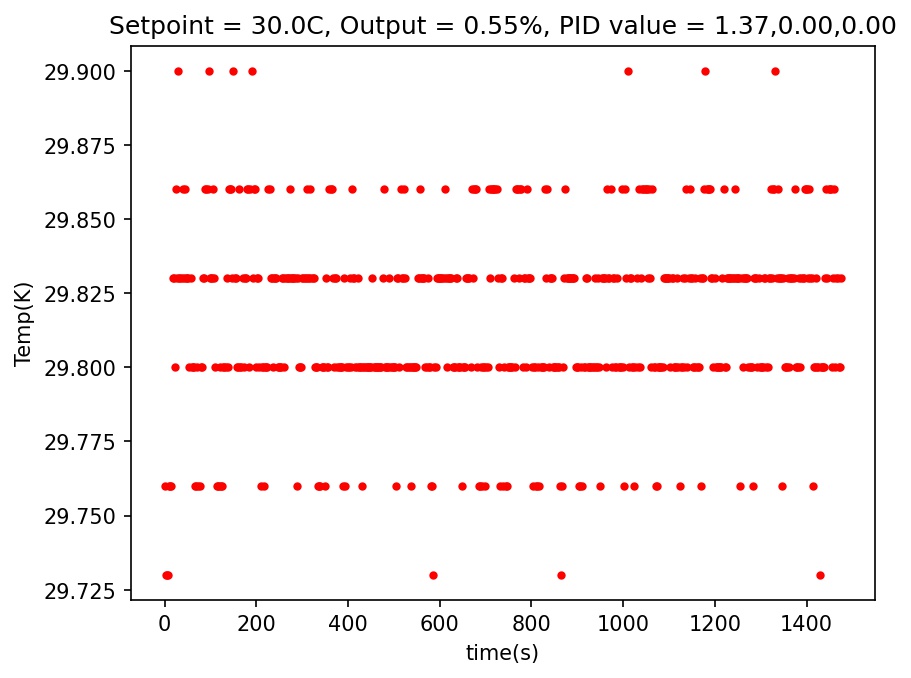 Setpoint = 30.0C, Output = 0.55%, PID value = 1.37,0.00,0.00
29.900
29.875
29.850
29.825
29.800
29.775
29.750
29.725
Temp(K)
0 200 400 600 800 1000 1200 1400
time(s)